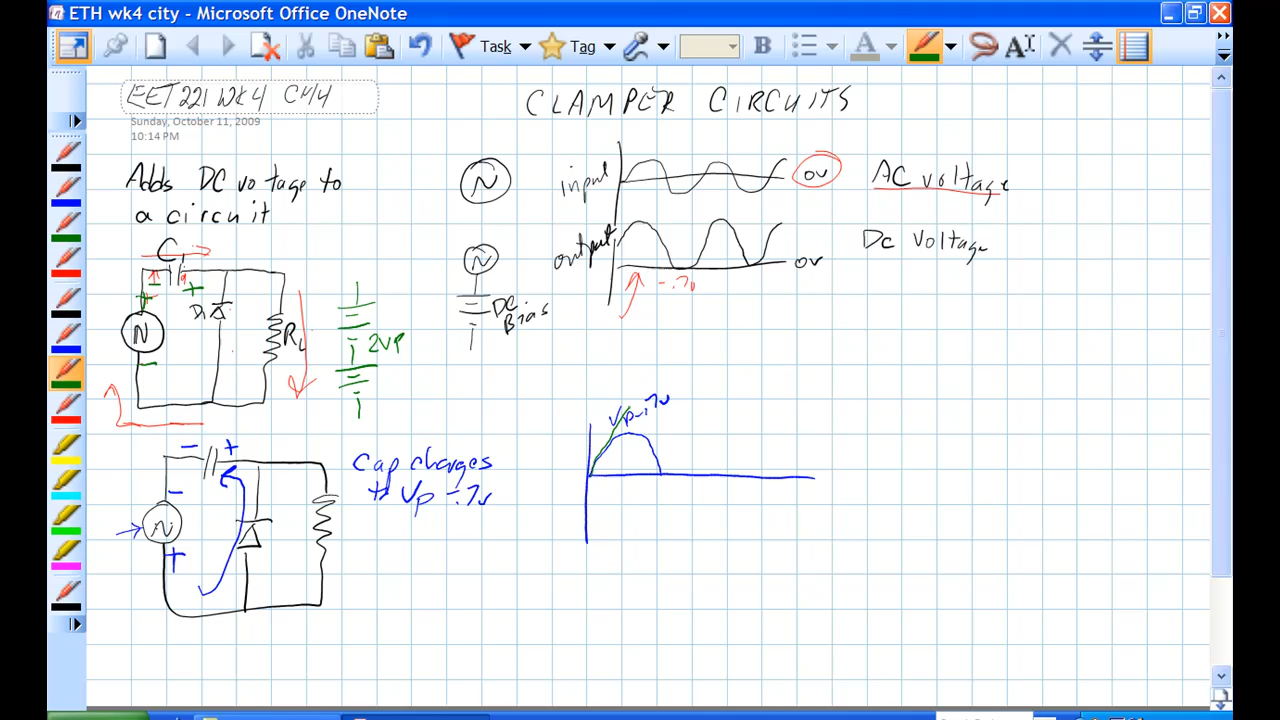 ETH wk4 city - Microsoft Office OneNote
Task
Tag
B
A
EET221 WK4 CH4
Sunday, October 11, 2009
10:14 PM
CLAMPER CIRCUITS
Adds DC voltage to
a circuit
input
0V
AC voltage
output
0V
DC voltage
-.7v
DC
Bias
C1
D1
RL
2VP
Vp-.7v
Cap charges
to Vp -.7v